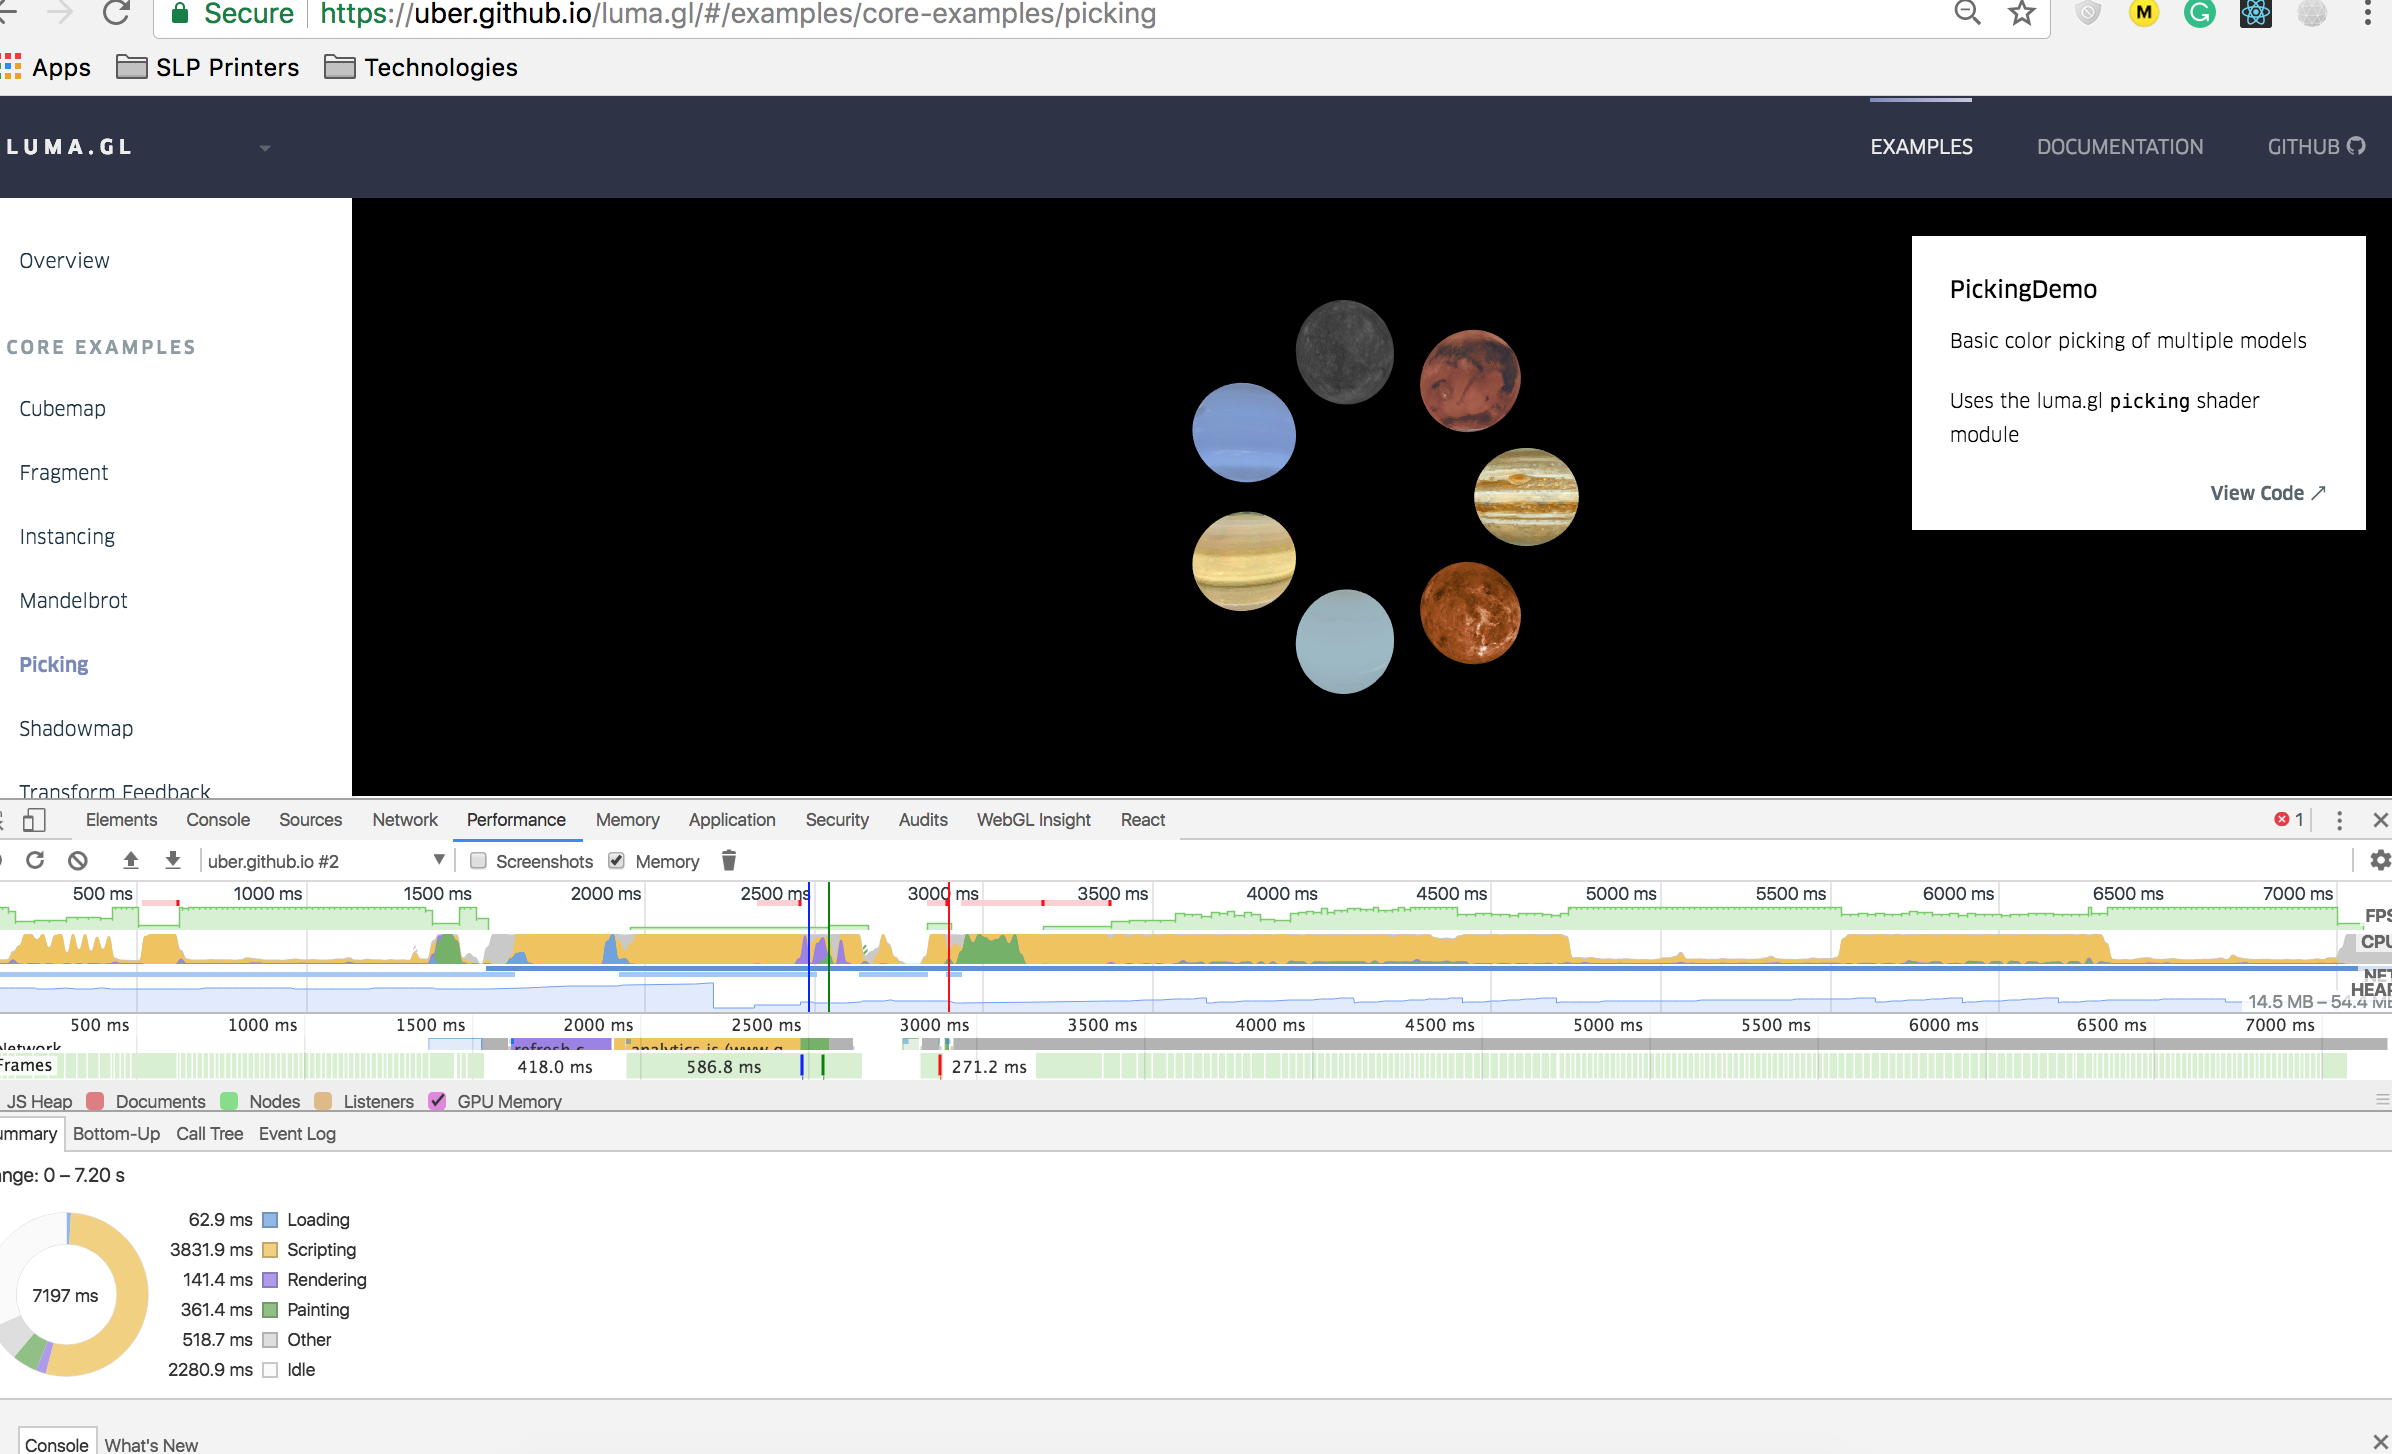 Secure https://uber.github.io/luma.gl/#/examples/core-examples/picking
M G
Apps SLP Printers Technologies
LUMA.GL EXAMPLES DOCUMENTATION GITHUB
Overview
CORE EXAMPLES
Cubemap
Fragment
Instancing
Mandelbrot
Picking
Shadowmap
Transform Feedback
PickingDemo
Basic color picking of multiple models
Uses the luma.gl picking shader
module
View Code ↗
Elements Console Sources Network Performance Memory Application Security Audits WebGL Insight React 1
uber.github.io #2 Screenshots Memory
500 ms 1000 ms 1500 ms 2000 ms 2500 ms 3000 ms 3500 ms 4000 ms 4500 ms 5000 ms 5500 ms 6000 ms 6500 ms 7000 ms
FPS
CPU
NET
HEAP
14.5 MB – 54.4 MB
500 ms 1000 ms 1500 ms 2000 ms 2500 ms 3000 ms 3500 ms 4000 ms 4500 ms 5000 ms 5500 ms 6000 ms 6500 ms 7000 ms
Network refresh.c analytics.js (www.g
Frames 418.0 ms 586.8 ms 271.2 ms
JS Heap Documents Nodes Listeners GPU Memory
ummary Bottom-Up Call Tree Event Log
nge: 0 – 7.20 s
7197 ms
62.9 ms Loading
3831.9 ms Scripting
141.4 ms Rendering
361.4 ms Painting
518.7 ms Other
2280.9 ms Idle
Console What's New